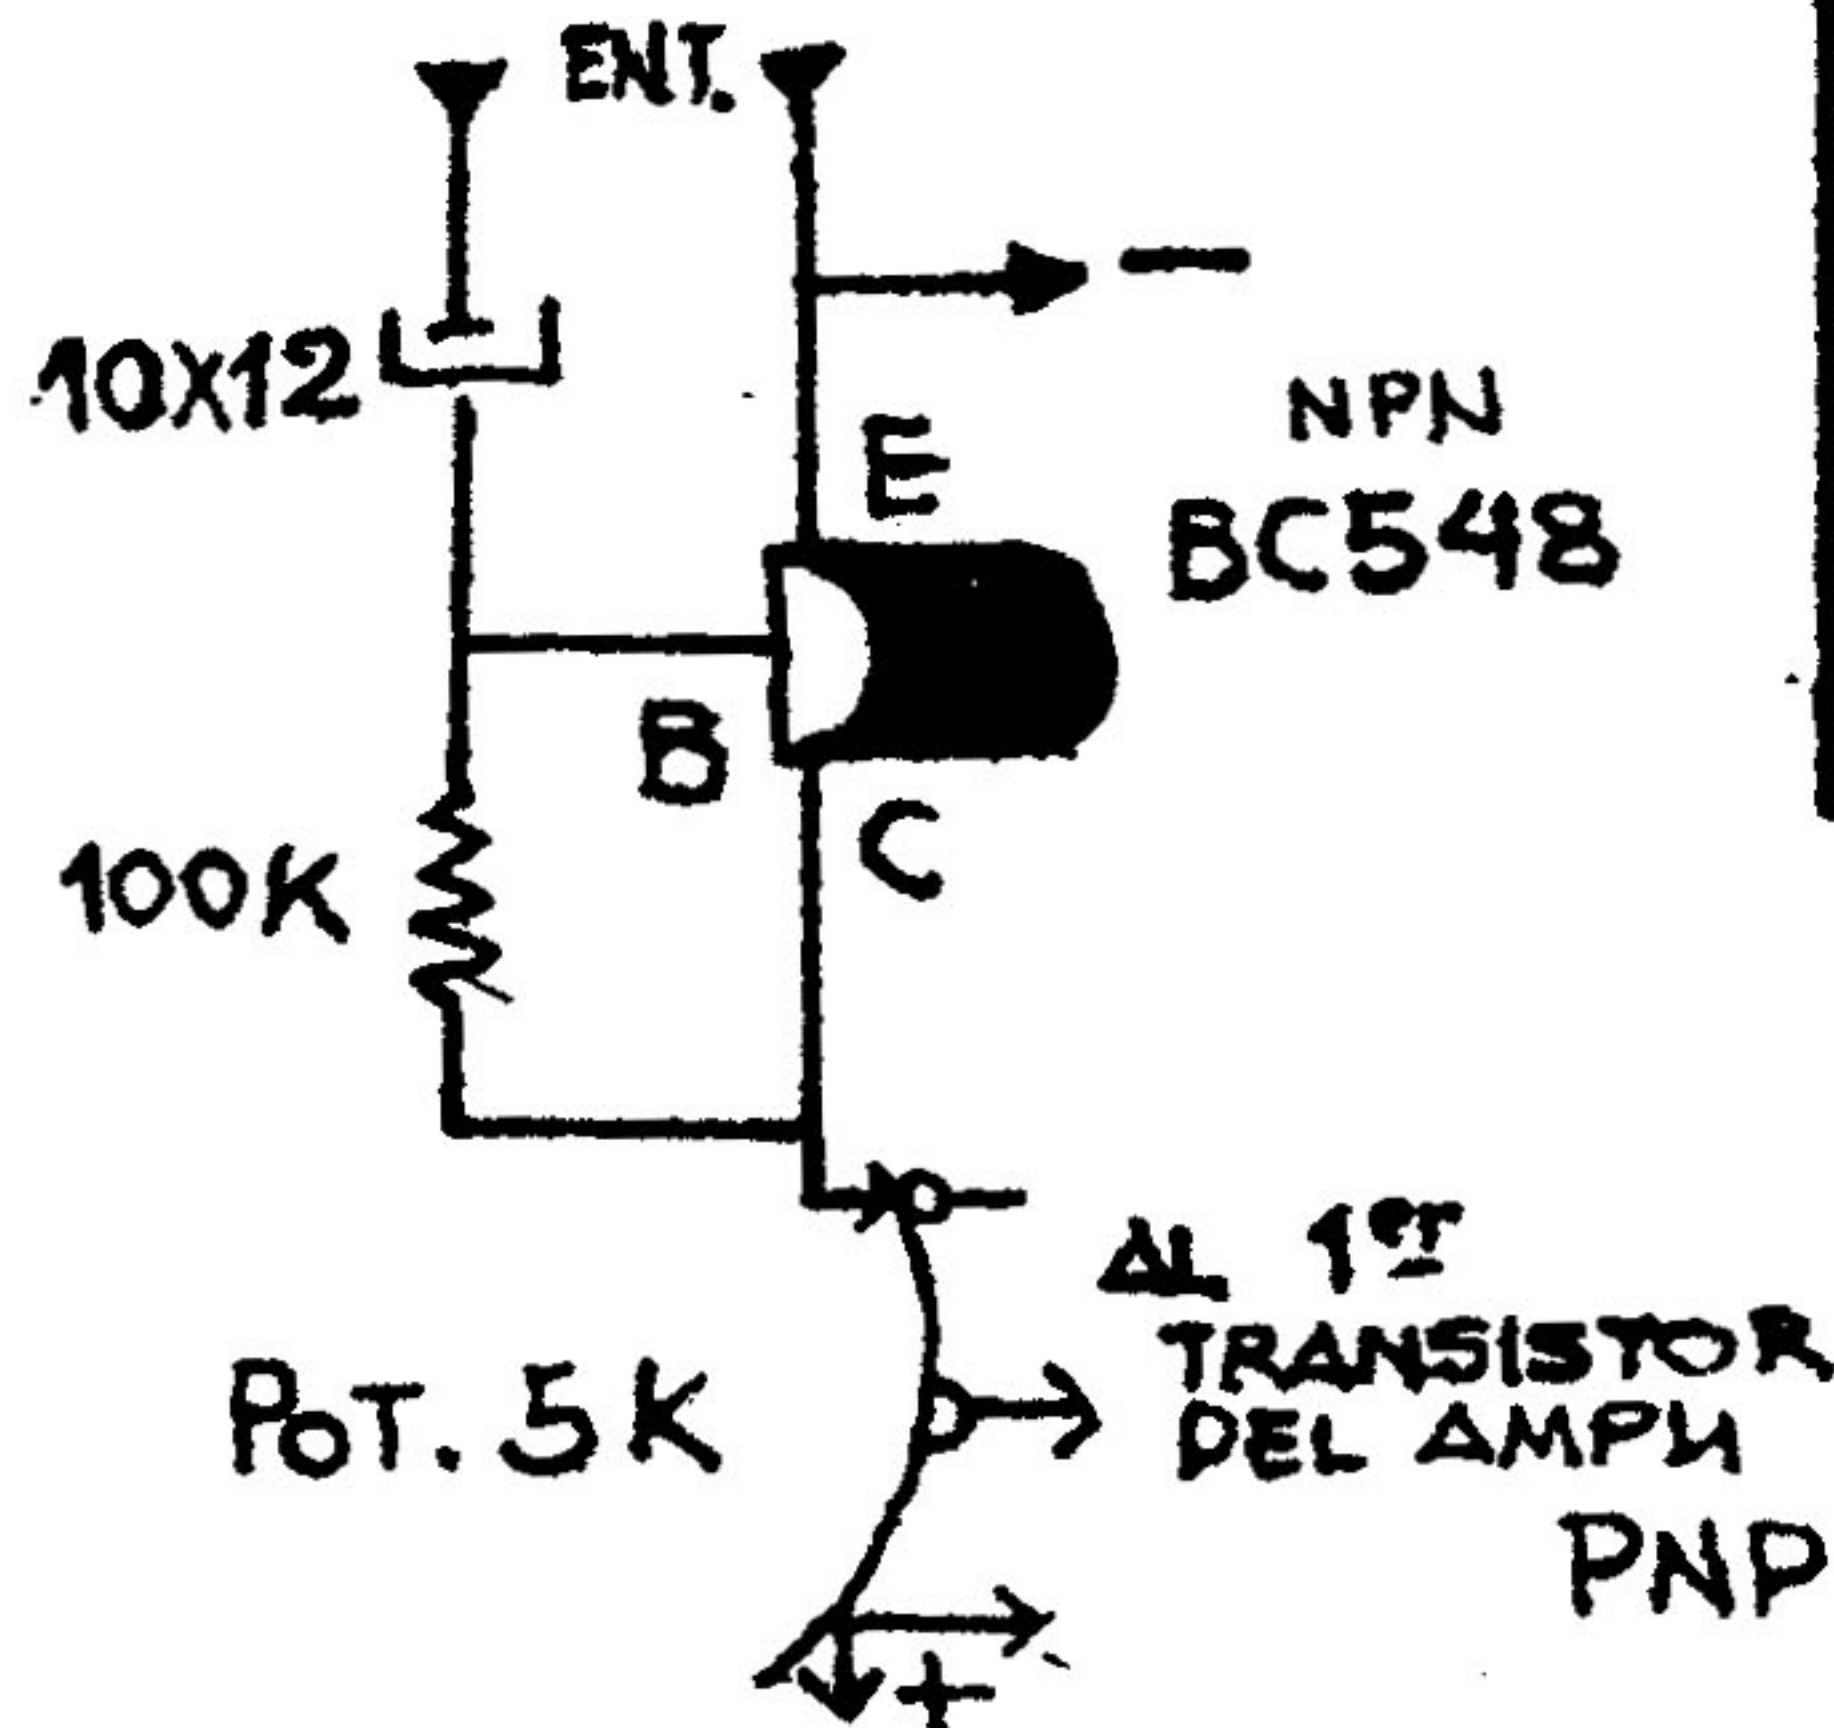 ENT.
10X12
—
E
NPN
BC548
B
C
100K
AL 1er
TRANSISTOR
DEL AMPLI
PNP
POT. 5K
+